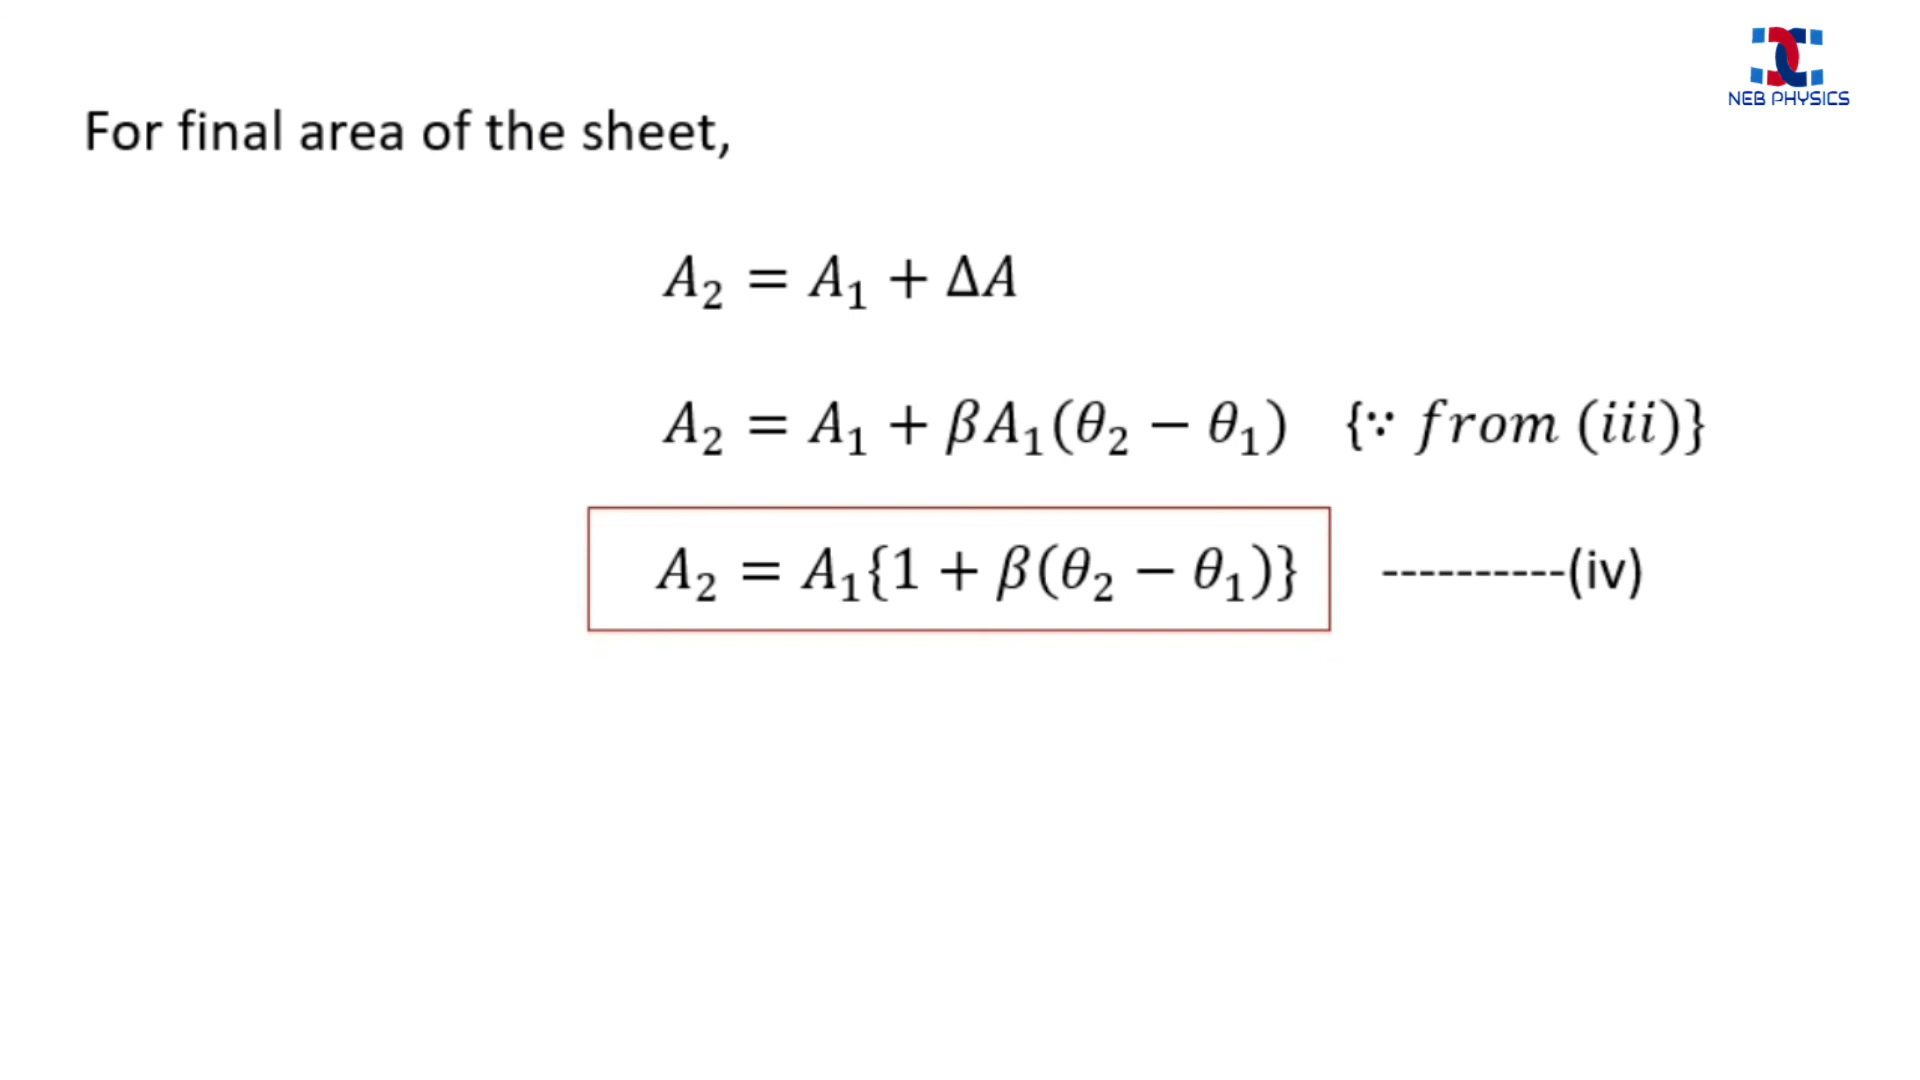 NEB PHYSICS
For final area of the sheet,
A₂ = A₁ + ΔA
A₂ = A₁ + βA₁(θ₂ − θ₁) {∵ from (iii)}
A₂ = A₁{1 + β(θ₂ − θ₁)} ----------(iv)